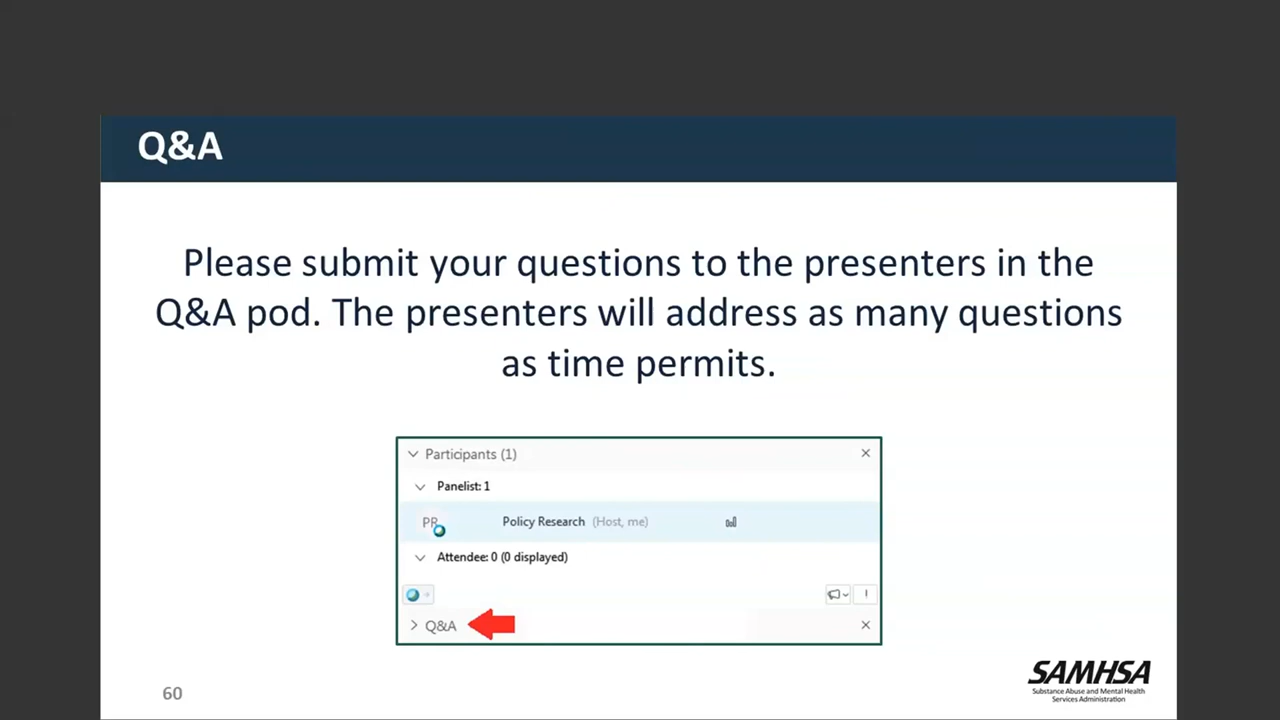 Q&A
Please submit your questions to the presenters in the
Q&A pod. The presenters will address as many questions
as time permits.
Participants (1)
Panelist: 1
PR Policy Research (Host, me)
Attendee: 0 (0 displayed)
Q&A
60
SAMHSA
Substance Abuse and Mental Health
Services Administration